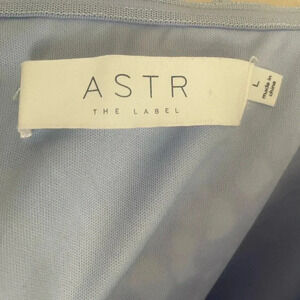 ASTR
THE LABEL
L
made in
china